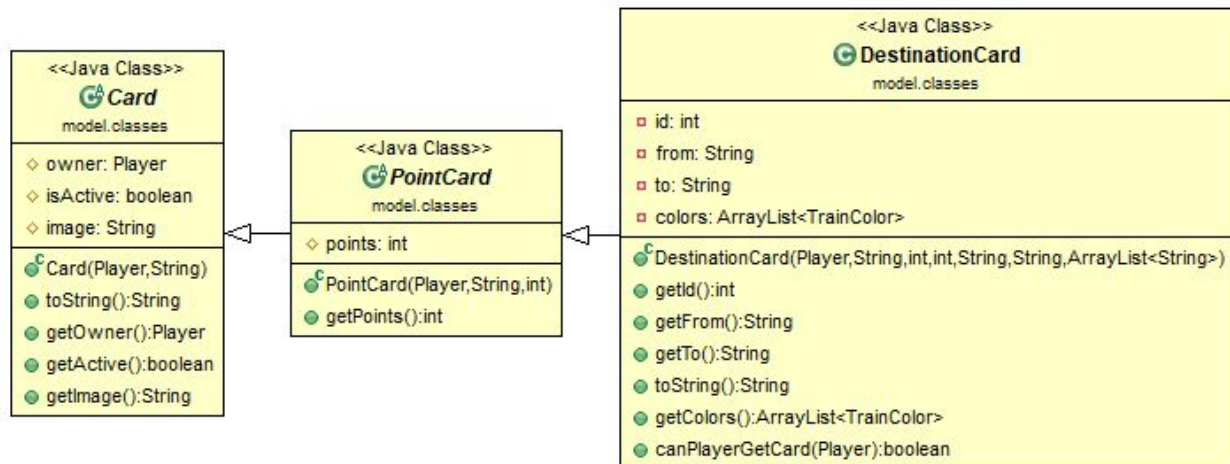 <<Java Class>>
Card
model.classes
owner: Player
isActive: boolean
image: String
Card(Player,String)
toString():String
getOwner():Player
getActive():boolean
getImage():String
<<Java Class>>
PointCard
model.classes
points: int
PointCard(Player,String,int)
getPoints():int
<<Java Class>>
DestinationCard
model.classes
id: int
from: String
to: String
colors: ArrayList<TrainColor>
DestinationCard(Player,String,int,int,String,String,ArrayList<String>)
getId():int
getFrom():String
getTo():String
toString():String
getColors():ArrayList<TrainColor>
canPlayerGetCard(Player):boolean